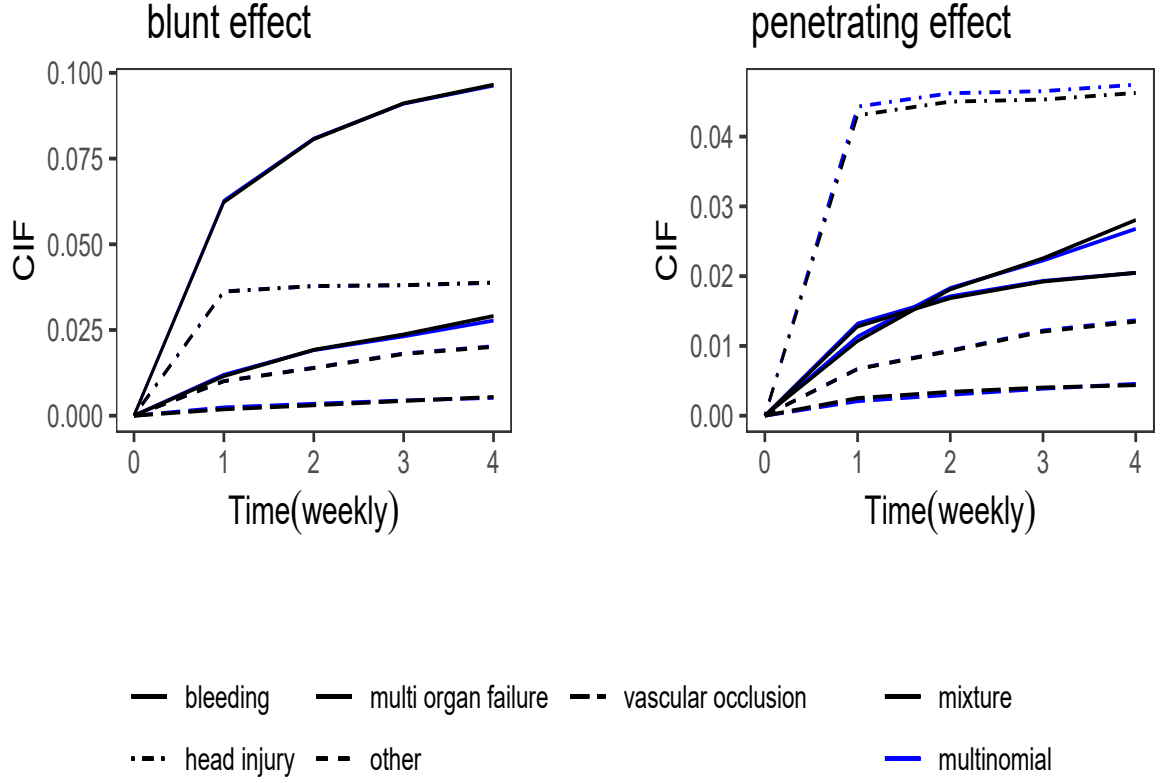 blunt effect
penetrating effect
CIF
0.100
0.075
0.050
0.025
0.000
0 1 2 3 4
Time(weekly)
CIF
0.04
0.03
0.02
0.01
0.00
0 1 2 3 4
Time(weekly)
bleeding multi organ failure vascular occlusion mixture
head injury other multinomial